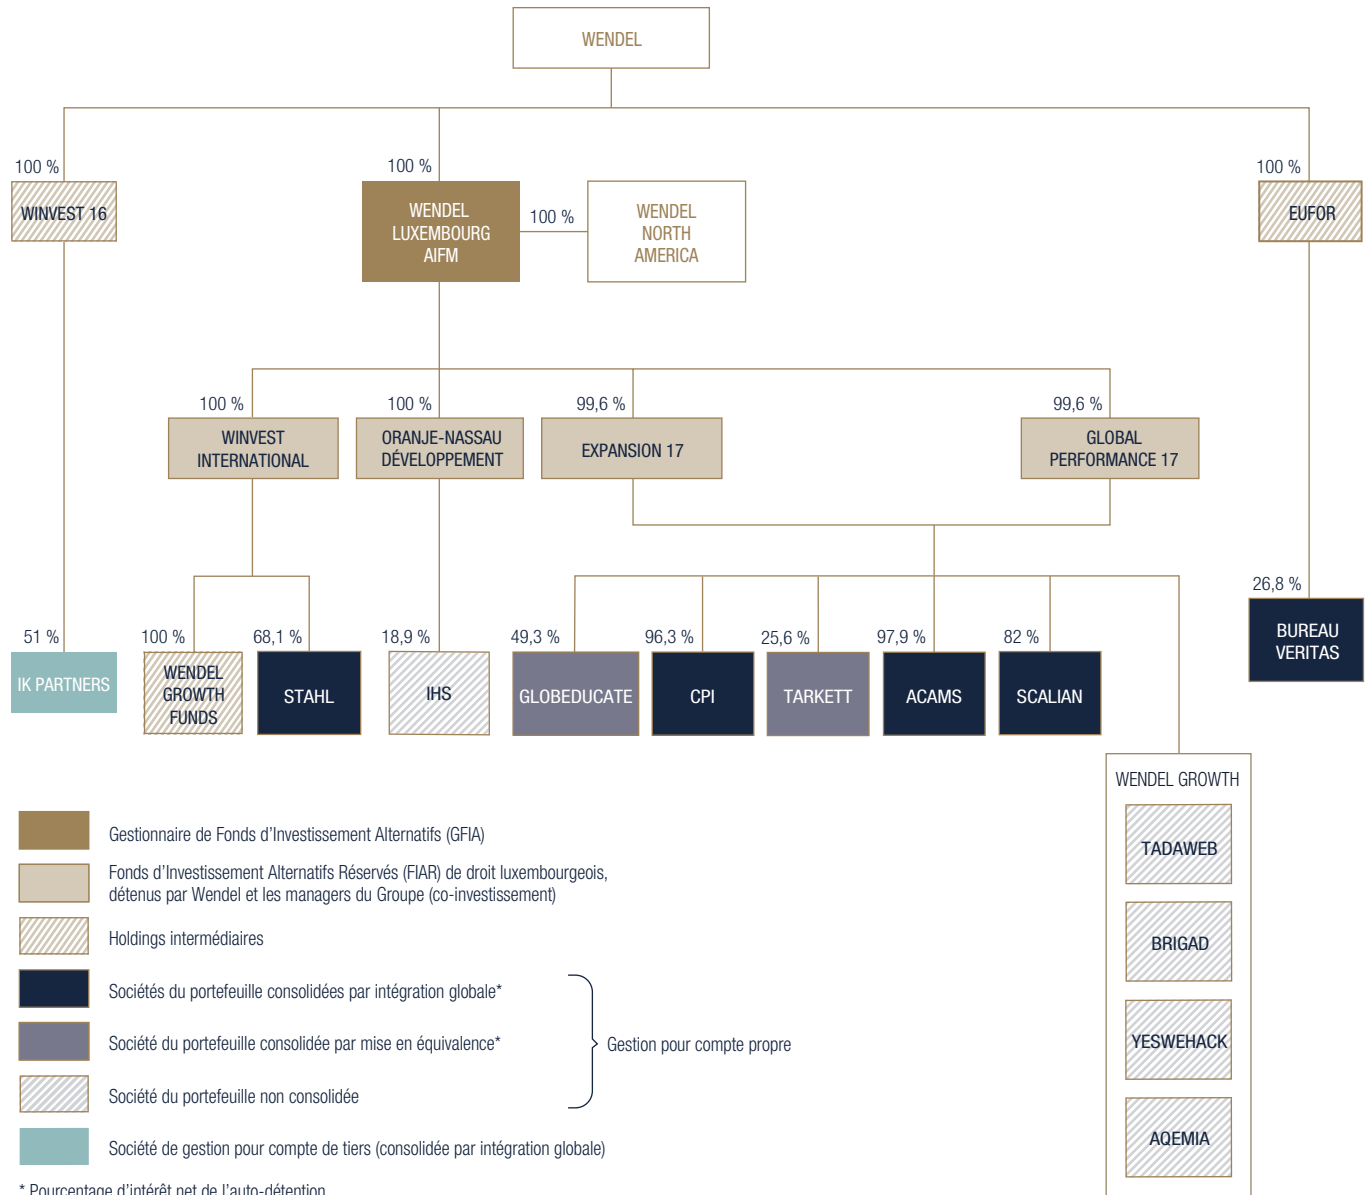 WENDEL
100 %
100 %
100 %
WINVEST 16
WENDEL
LUXEMBOURG
AIFM
100 %
WENDEL
NORTH
AMERICA
EUFOR
100 %
100 %
99,6 %
99,6 %
WINVEST
INTERNATIONAL
ORANJE-NASSAU
DÉVELOPPEMENT
EXPANSION 17
GLOBAL
PERFORMANCE 17
26,8 %
BUREAU
VERITAS
51 %
100 %
68,1 %
18,9 %
49,3 %
96,3 %
25,6 %
97,9 %
82 %
IK PARTNERS
WENDEL
GROWTH
FUNDS
STAHL
IHS
GLOBEDUCATE
CPI
TARKETT
ACAMS
SCALIAN
WENDEL GROWTH
TADAWEB
BRIGAD
YESWEHACK
AQEMIA
Gestionnaire de Fonds d'Investissement Alternatifs (GFIA)
Fonds d'Investissement Alternatifs Réservés (FIAR) de droit luxembourgeois,
détenus par Wendel et les managers du Groupe (co-investissement)
Holdings intermédiaires
Sociétés du portefeuille consolidées par intégration globale*
Société du portefeuille consolidée par mise en équivalence*
Gestion pour compte propre
Société du portefeuille non consolidée
Société de gestion pour compte de tiers (consolidée par intégration globale)
* Pourcentage d'intérêt net de l'auto-détention